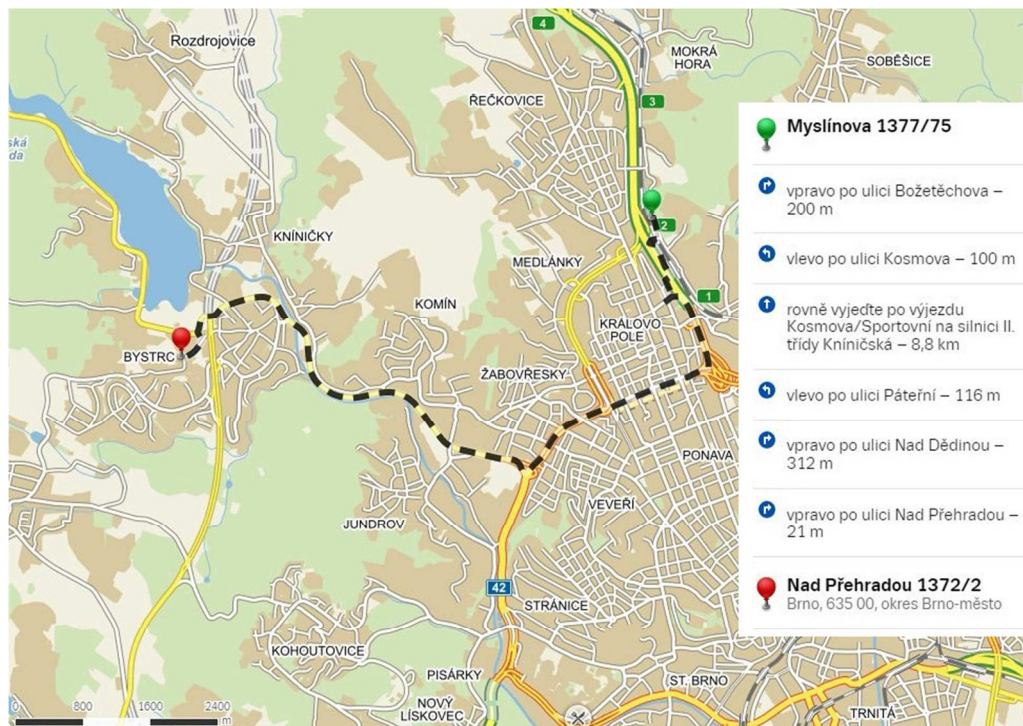 4
Rozdrojovice
MOKRÁ
HORA
SOBĚŠICE
ŘEČKOVICE
3
ská
da
2
KNÍNIČKY
MEDLÁNKY
1
KOMÍN
KRÁLOVO
POLE
BYSTRC
ŽABOVŘESKY
PONAVA
VEVEŘÍ
JUNDROV
42
STRÁNICE
KOHOUTOVICE
PISÁRKY
ST. BRNO
NOVÝ
LÍSKOVEC
TRNITÁ
0 800 1600 2400
m
Myslínova 1377/75
vpravo po ulici Božetěchova –
200 m
vlevo po ulici Kosmova – 100 m
rovně vyjeďte po výjezdu
Kosmova/Sportovní na silnici II.
třídy Kníničská – 8,8 km
vlevo po ulici Páteřní – 116 m
vpravo po ulici Nad Dědinou –
312 m
vpravo po ulici Nad Přehradou –
21 m
Nad Přehradou 1372/2
Brno, 635 00, okres Brno-město